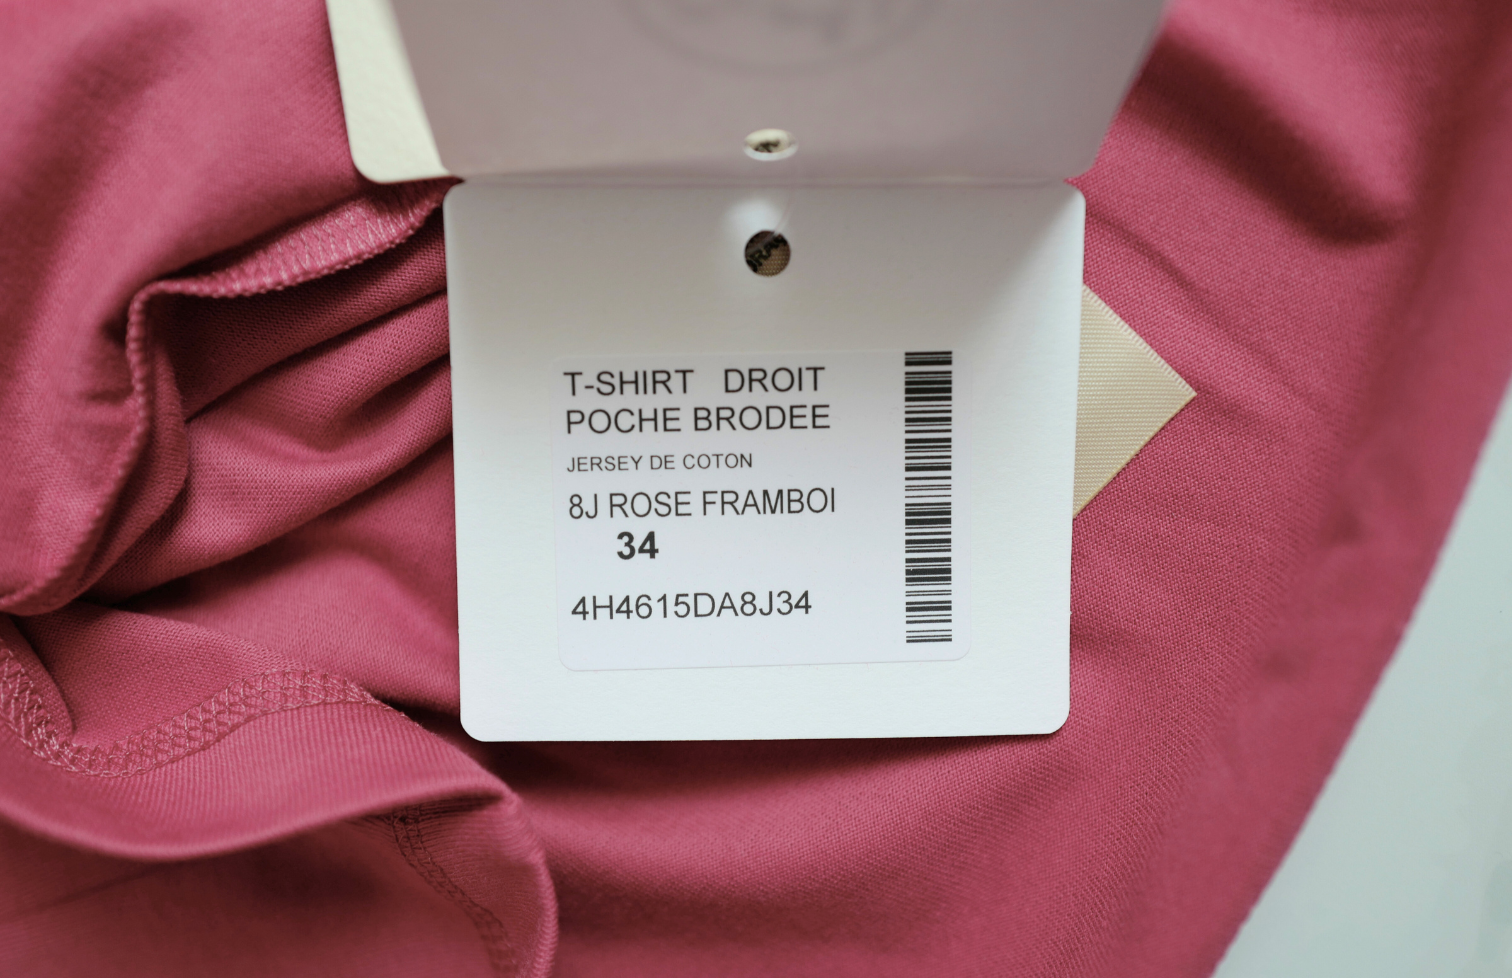 T-SHIRT DROIT
POCHE BRODEE
JERSEY DE COTON
8J ROSE FRAMBOI
34
4H4615DA8J34